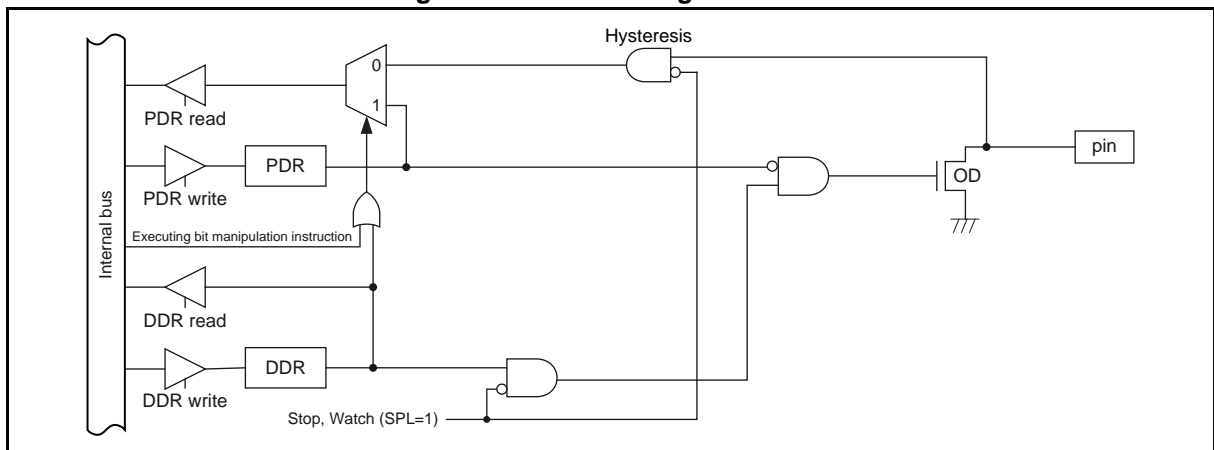 Hysteresis
0
1
PDR read
PDR
pin
OD
PDR write
Executing bit manipulation instruction
Internal bus
DDR read
DDR
DDR write
Stop, Watch (SPL=1)